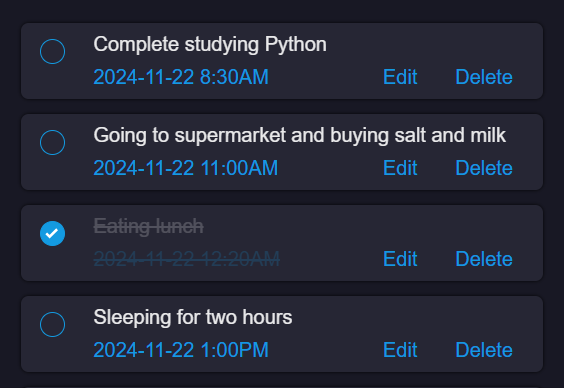 Complete studying Python
2024-11-22 8:30AM Edit Delete
Going to supermarket and buying salt and milk
2024-11-22 11:00AM Edit Delete
Eating lunch
2024-11-22 12:20AM Edit Delete
Sleeping for two hours
2024-11-22 1:00PM Edit Delete